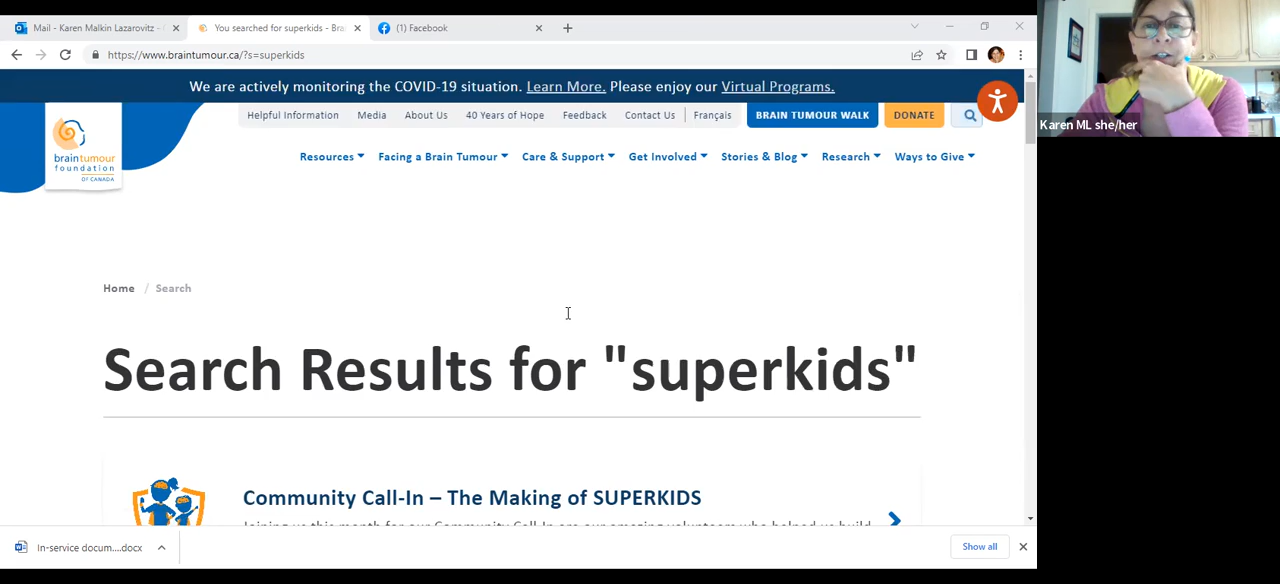 Mail - Karen Malkin Lazarovitz -
You searched for superkids - Bra
(1) Facebook
https://www.braintumour.ca/?s=superkids
We are actively monitoring the COVID-19 situation. Learn More. Please enjoy our Virtual Programs.
Karen ML she/her
Helpful Information Media About Us 40 Years of Hope Feedback Contact Us Français BRAIN TUMOUR WALK DONATE
braintumour
foundation
OF CANADA
Resources Facing a Brain Tumour Care & Support Get Involved Stories & Blog Research Ways to Give
Home / Search
Search Results for "superkids"
Community Call-In – The Making of SUPERKIDS
Joining us this month for our Community Call-In are our amazing volunteers who helped us build
In-service docum....docx
Show all